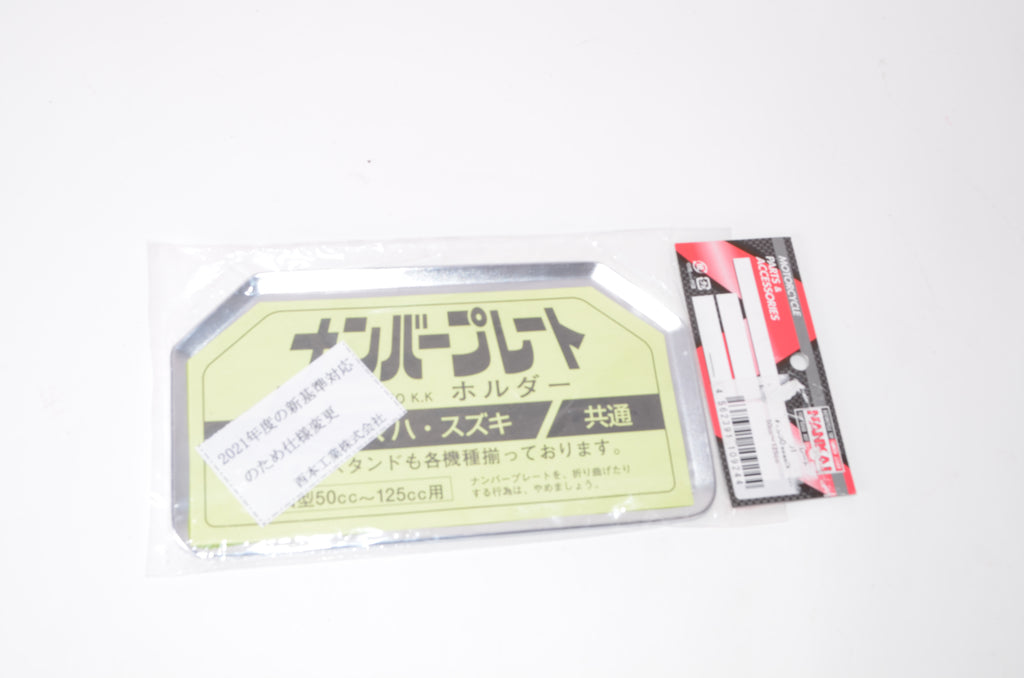 ナンバープレート
O K.K ホルダー
ハ・スズキ 共通
スタンドも各機種揃っております。
型50cc〜125cc用
ナンバープレートを、折り曲げたり
する行為は、やめましょう。
2021年度の新基準対応
のため仕様変更
西本工業株式会社
MOTORCYCLE
PARTS &
ACCESSORIES
4 562391 109244